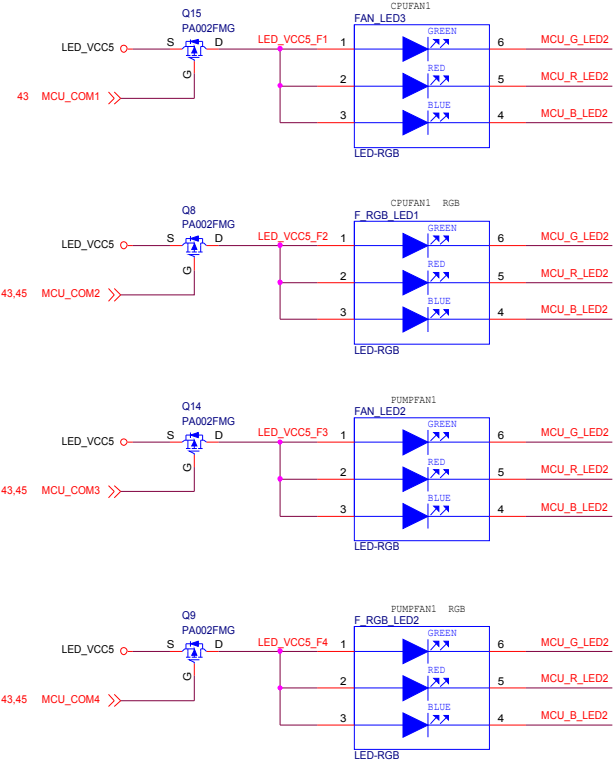 CPUFAN1
Q15
FAN_LED3
PA002FMG
GREEN
LED_VCC5 S D LED_VCC5_F1 1 6 MCU_G_LED2
G
RED
2 5 MCU_R_LED2
43 MCU_COM1
BLUE
3 4 MCU_B_LED2
LED-RGB
CPUFAN1 RGB
Q8
F_RGB_LED1
PA002FMG
GREEN
LED_VCC5 S D LED_VCC5_F2 1 6 MCU_G_LED2
G
RED
2 5 MCU_R_LED2
43,45 MCU_COM2
BLUE
3 4 MCU_B_LED2
LED-RGB
PUMPFAN1
Q14
FAN_LED2
PA002FMG
GREEN
LED_VCC5 S D LED_VCC5_F3 1 6 MCU_G_LED2
G
RED
2 5 MCU_R_LED2
43,45 MCU_COM3
BLUE
3 4 MCU_B_LED2
LED-RGB
PUMPFAN1 RGB
Q9
F_RGB_LED2
PA002FMG
GREEN
LED_VCC5 S D LED_VCC5_F4 1 6 MCU_G_LED2
G
RED
2 5 MCU_R_LED2
43,45 MCU_COM4
BLUE
3 4 MCU_B_LED2
LED-RGB